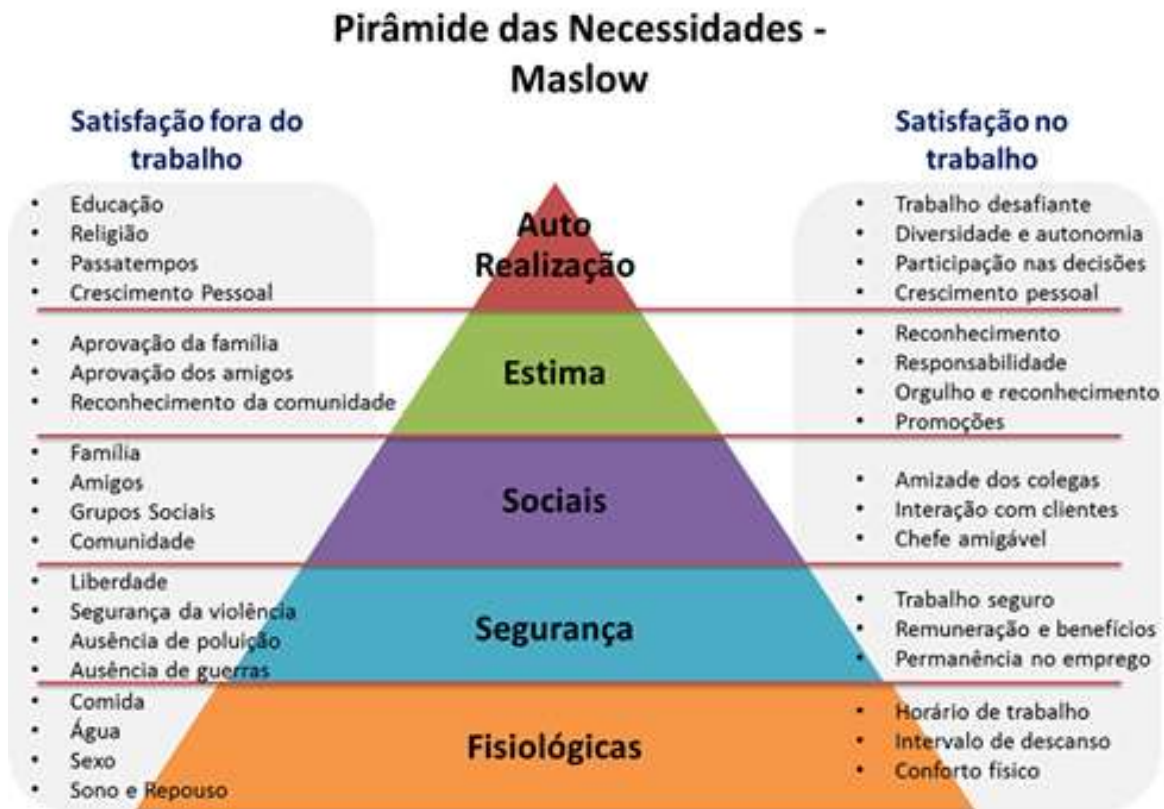 Pirâmide das Necessidades -
Maslow
Satisfação fora do
trabalho
Satisfação no
trabalho
• Educação
• Religião
• Passatempos
• Crescimento Pessoal
Auto
Realização
• Trabalho desafiante
• Diversidade e autonomia
• Participação nas decisões
• Crescimento pessoal
• Aprovação da família
• Aprovação dos amigos
• Reconhecimento da comunidade
Estima
• Reconhecimento
• Responsabilidade
• Orgulho e reconhecimento
• Promoções
• Família
• Amigos
• Grupos Sociais
• Comunidade
Sociais
• Amizade dos colegas
• Interação com clientes
• Chefe amigável
• Liberdade
• Segurança da violência
• Ausência de poluição
• Ausência de guerras
Segurança
• Trabalho seguro
• Remuneração e benefícios
• Permanência no emprego
• Comida
• Água
• Sexo
• Sono e Repouso
Fisiológicas
• Horário de trabalho
• Intervalo de descanso
• Conforto físico